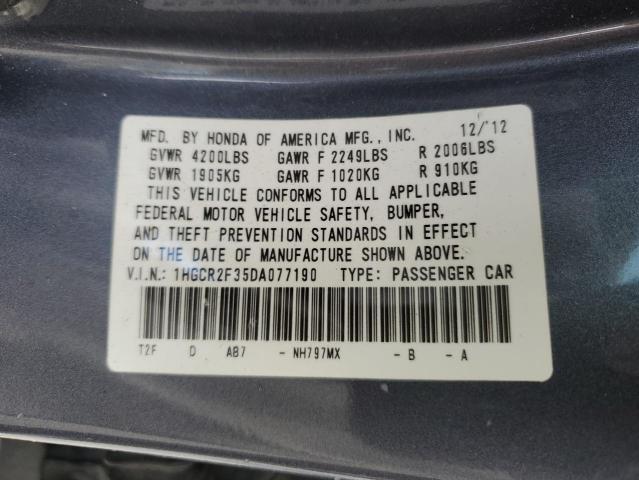 MFD. BY HONDA OF AMERICA MFG., INC. 12/'12
GVWR 4200LBS GAWR F 2249LBS R 2006LBS
GVWR 1905KG GAWR F 1020KG R 910KG
THIS VEHICLE CONFORMS TO ALL APPLICABLE
FEDERAL MOTOR VEHICLE SAFETY, BUMPER,
AND THEFT PREVENTION STANDARDS IN EFFECT
ON THE DATE OF MANUFACTURE SHOWN ABOVE.
V.I.N.: 1HGCR2F35DA077190 TYPE: PASSENGER CAR
T2F D AB7 - NH797MX - B - A